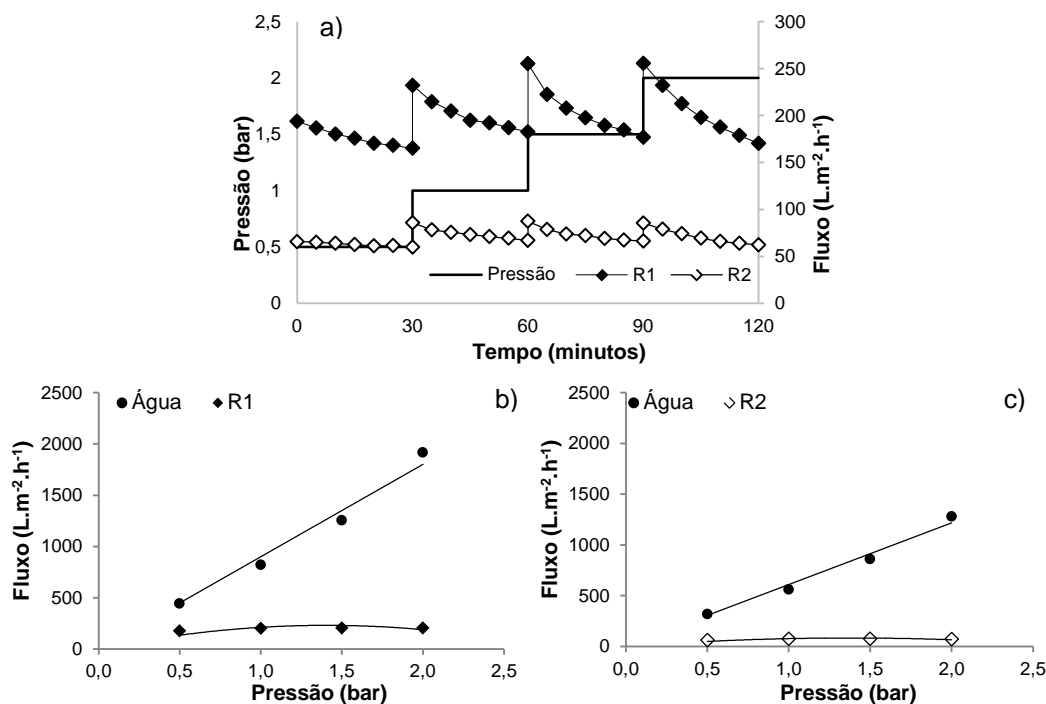 a)
Pressão (bar)
2,5
2
1,5
1
0,5
0
Fluxo (L.m⁻².h⁻¹)
300
250
200
150
100
50
0
Pressão R1 R2
0 30 60 90 120
Tempo (minutos)
b)
Água R1
Fluxo (L.m⁻².h⁻¹)
2500
2000
1500
1000
500
0
0,0 0,5 1,0 1,5 2,0 2,5
Pressão (bar)
c)
Água R2
Fluxo (L.m⁻².h⁻¹)
2500
2000
1500
1000
500
0
0,0 0,5 1,0 1,5 2,0 2,5
Pressão (bar)